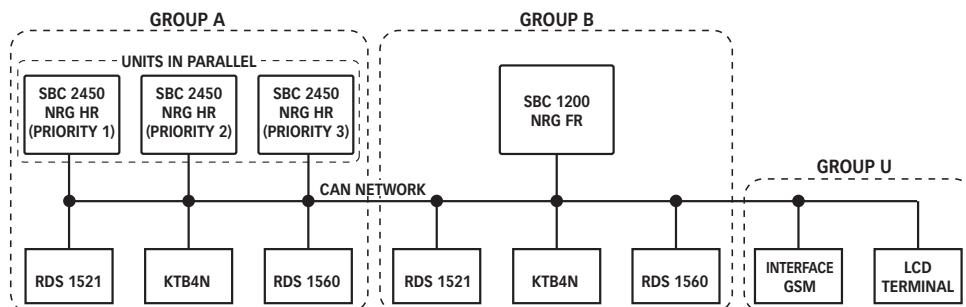 GROUP A
GROUP B
UNITS IN PARALLEL
SBC 2450
NRG HR
(PRIORITY 1)
SBC 2450
NRG HR
(PRIORITY 2)
SBC 2450
NRG HR
(PRIORITY 3)
SBC 1200
NRG FR
GROUP U
CAN NETWORK
RDS 1521
KTB4N
RDS 1560
RDS 1521
KTB4N
RDS 1560
INTERFACE
GSM
LCD
TERMINAL